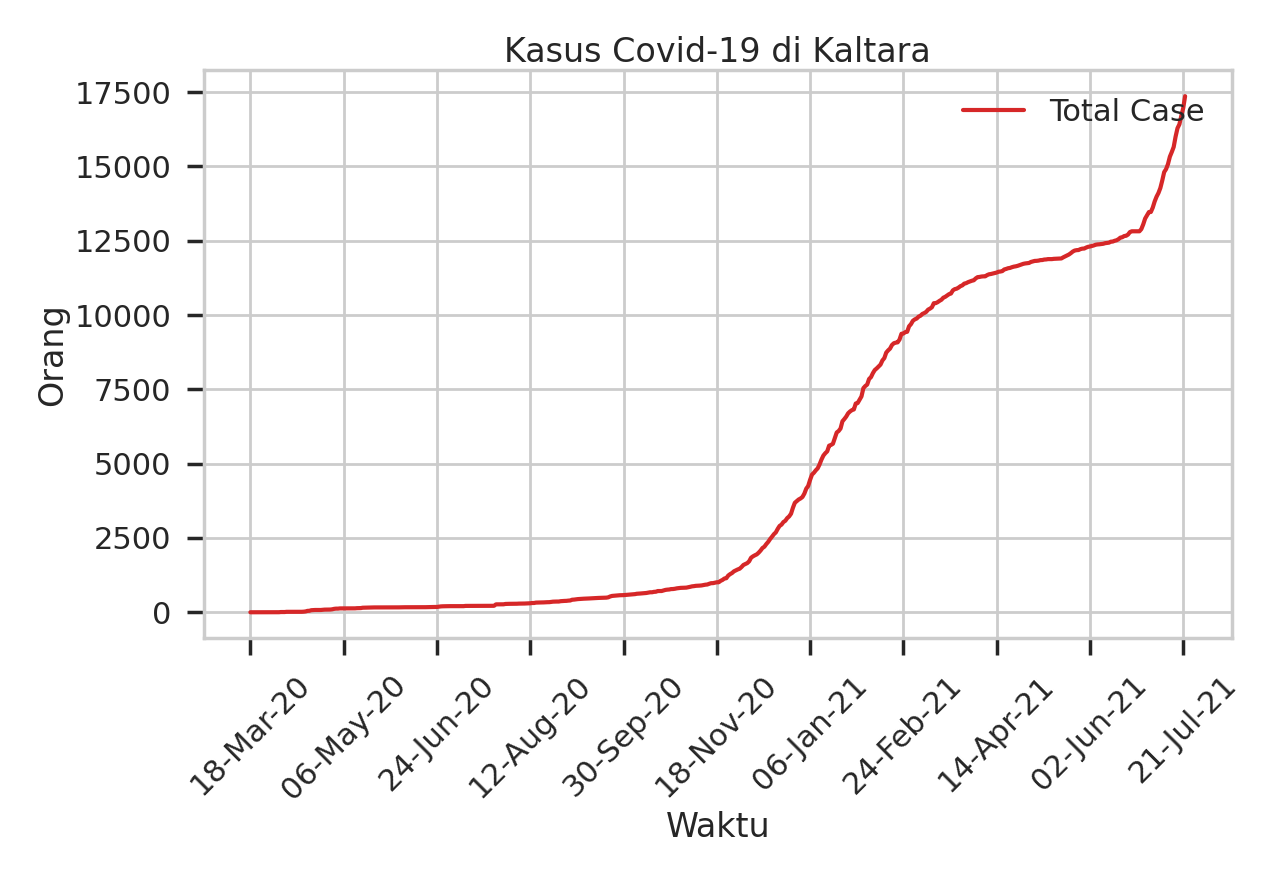 Kasus Covid-19 di Kaltara
Total Case
17500
15000
12500
10000
7500
5000
2500
0
Orang
18-Mar-20
06-May-20
24-Jun-20
12-Aug-20
30-Sep-20
18-Nov-20
06-Jan-21
24-Feb-21
14-Apr-21
02-Jun-21
21-Jul-21
Waktu